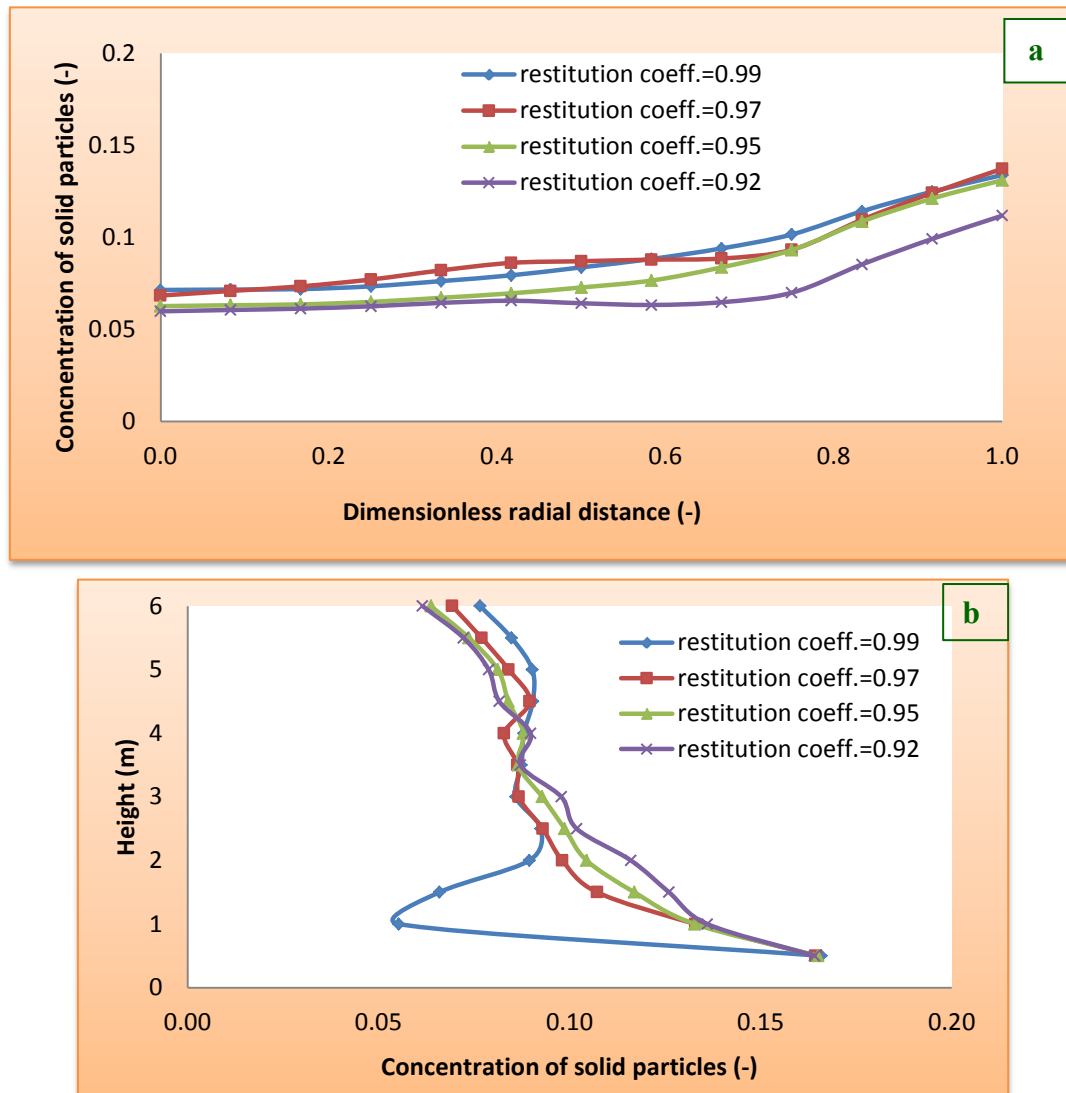 a
Concnentration of solid particles (-)
0.2
0.15
0.1
0.05
0
restitution coeff.=0.99
restitution coeff.=0.97
restitution coeff.=0.95
restitution coeff.=0.92
0.0 0.2 0.4 0.6 0.8 1.0
Dimensionless radial distance (-)
b
Height (m)
6
5
4
3
2
1
0
restitution coeff.=0.99
restitution coeff.=0.97
restitution coeff.=0.95
restitution coeff.=0.92
0.00 0.05 0.10 0.15 0.20
Concentration of solid particles (-)